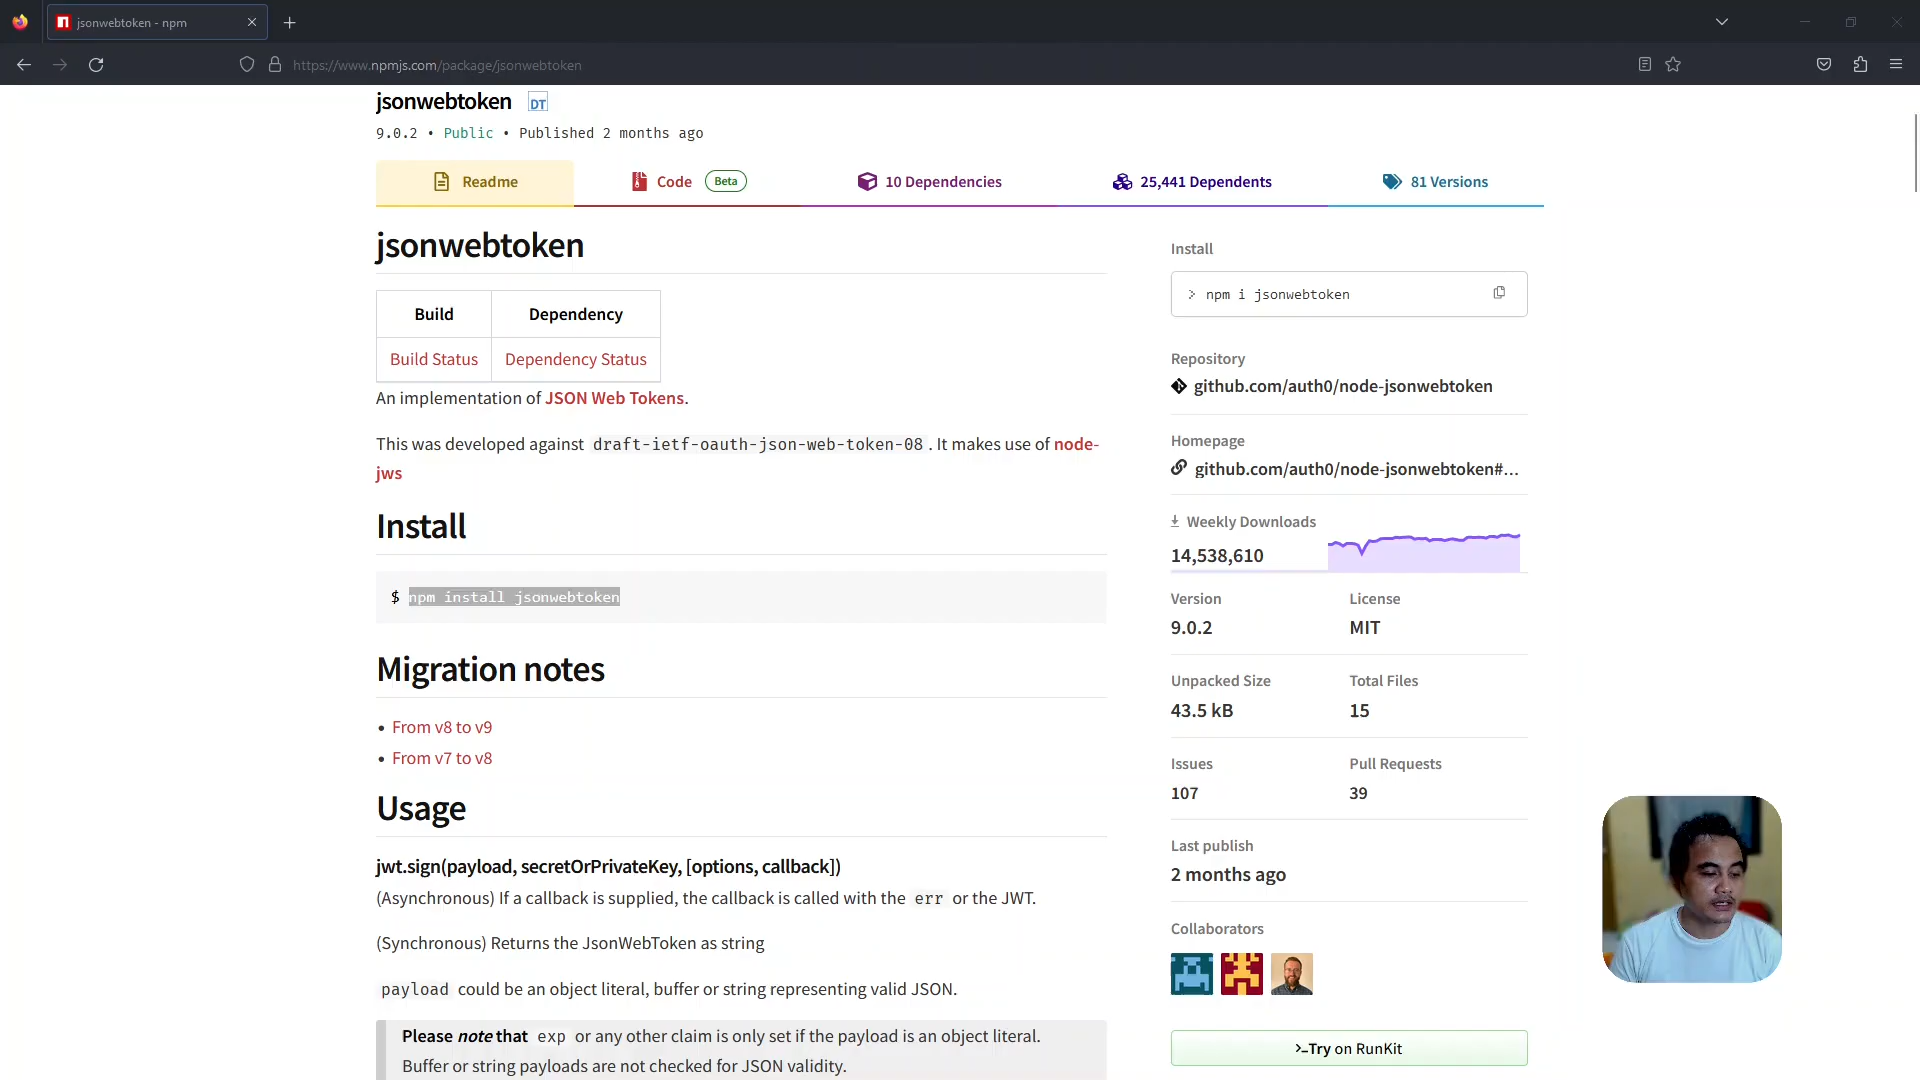 jsonwebtoken - npm
https://www.npmjs.com/package/jsonwebtoken
jsonwebtoken DT
9.0.2 • Public • Published 2 months ago
Readme
Code Beta
10 Dependencies
25,441 Dependents
81 Versions
jsonwebtoken
Build Dependency
Build Status Dependency Status
An implementation of JSON Web Tokens.
This was developed against draft-ietf-oauth-json-web-token-08. It makes use of node-
jws
Install
$ npm install jsonwebtoken
Migration notes
• From v8 to v9
• From v7 to v8
Usage
jwt.sign(payload, secretOrPrivateKey, [options, callback])
(Asynchronous) If a callback is supplied, the callback is called with the err or the JWT.
(Synchronous) Returns the JsonWebToken as string
payload could be an object literal, buffer or string representing valid JSON.
Please note that exp or any other claim is only set if the payload is an object literal.
Buffer or string payloads are not checked for JSON validity.
Install
> npm i jsonwebtoken
Repository
github.com/auth0/node-jsonwebtoken
Homepage
github.com/auth0/node-jsonwebtoken#...
Weekly Downloads
14,538,610
Version License
9.0.2 MIT
Unpacked Size Total Files
43.5 kB 15
Issues Pull Requests
107 39
Last publish
2 months ago
Collaborators
>_Try on RunKit